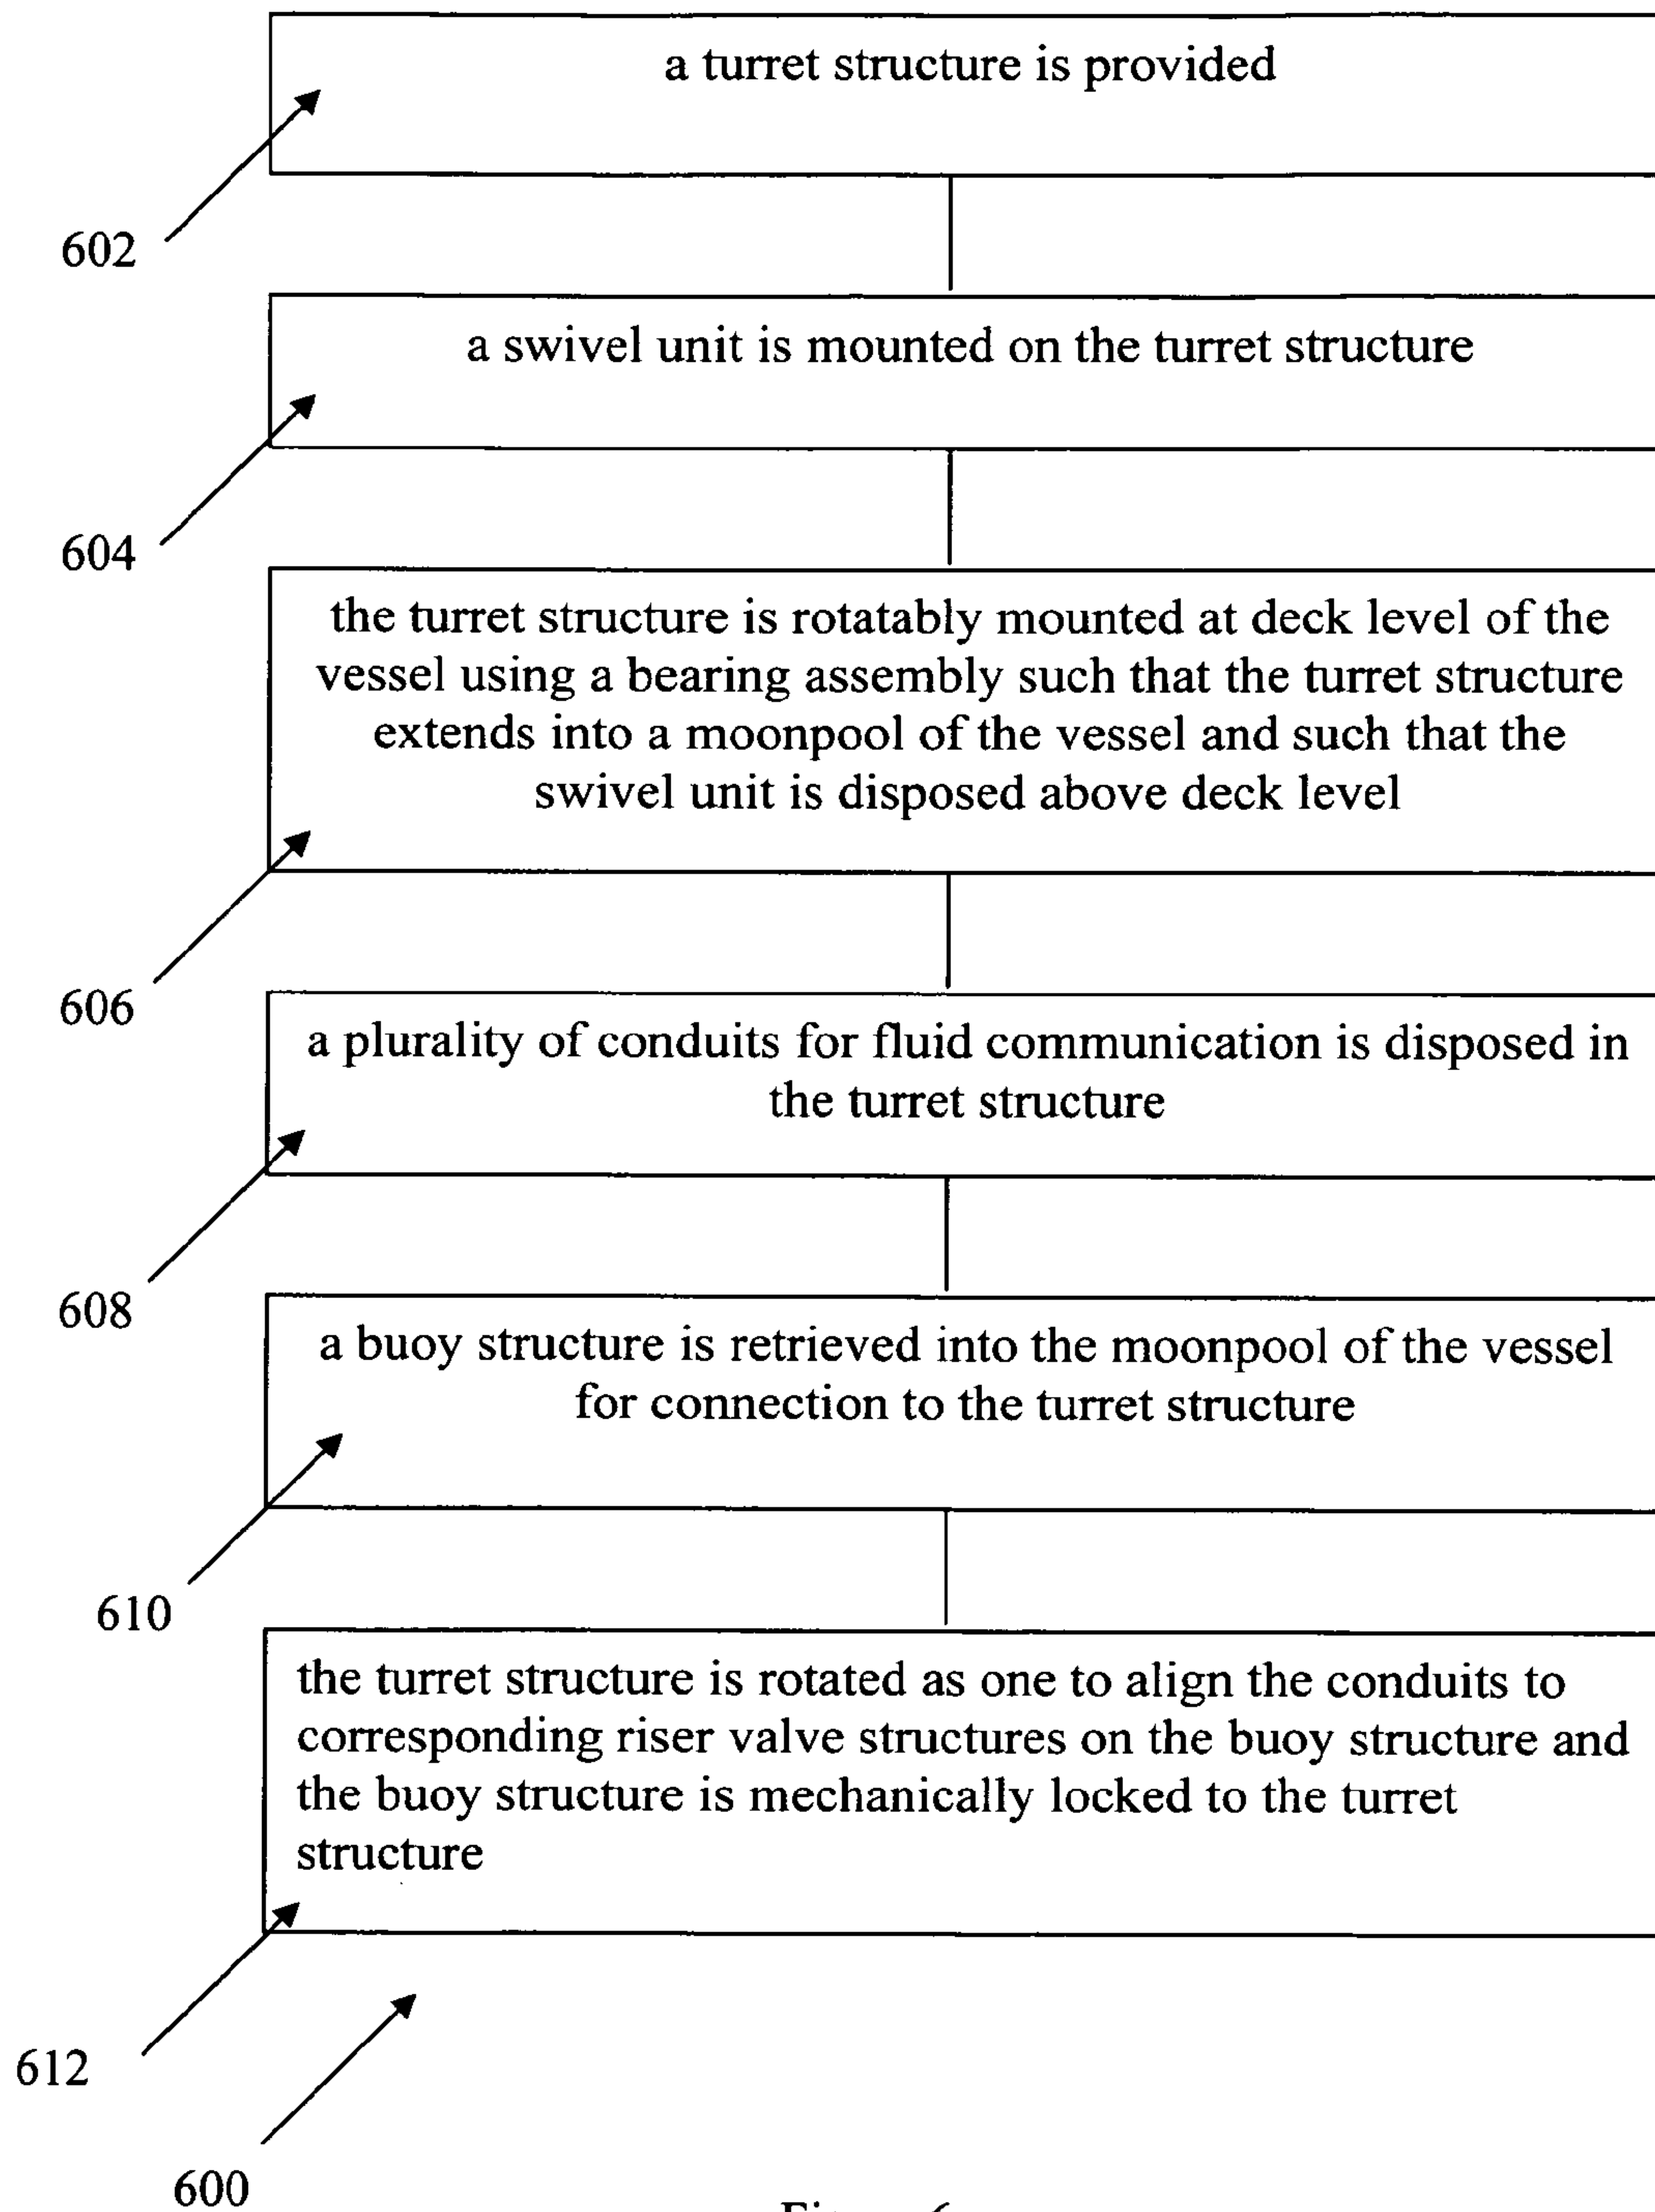 a turret structure is provided
602
a swivel unit is mounted on the turret structure
604
the turret structure is rotatably mounted at deck level of the
vessel using a bearing assembly such that the turret structure
extends into a moonpool of the vessel and such that the
swivel unit is disposed above deck level
606
a plurality of conduits for fluid communication is disposed in
the turret structure
608
a buoy structure is retrieved into the moonpool of the vessel
for connection to the turret structure
610
the turret structure is rotated as one to align the conduits to
corresponding riser valve structures on the buoy structure and
the buoy structure is mechanically locked to the turret
structure
612
600